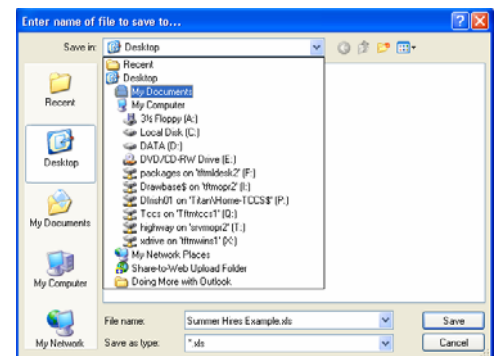 Enter name of file to save to...
Save in: Desktop
Recent
Desktop
My Documents
My Computer
3½ Floppy (A:)
Local Disk (C:)
DATA (D:)
DVD/CD-RW Drive (E:)
packages on 'tftmldesk2' (F:)
Drawbase$ on 'tftmopr2' (I:)
Dlnish01 on 'Titan\Home-TCCS$' (P:)
Tccs on 'Tftmtccs1' (Q:)
highway on 'srvmopr2' (T:)
xdrive on 'tftmwins1' (X:)
My Network Places
Share-to-Web Upload Folder
Doing More with Outlook
Recent
Desktop
My Documents
My Computer
My Network
File name: Summer Hires Example.xls
Save
Save as type: *.xls
Cancel